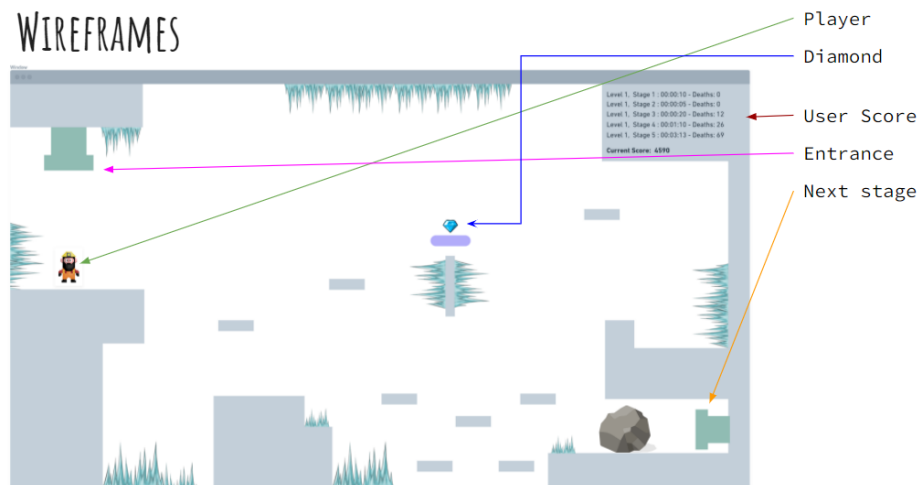 WIREFRAMES
Window
Level 1, Stage 1 : 00:00:10 - Deaths: 0
Level 1, Stage 2 : 00:00:05 - Deaths: 0
Level 1, Stage 3 : 00:00:20 - Deaths: 12
Level 1, Stage 4 : 00:01:10 - Deaths: 26
Level 1, Stage 5 : 00:03:13 - Deaths: 69
Current Score: 4590
Player
Diamond
User Score
Entrance
Next stage